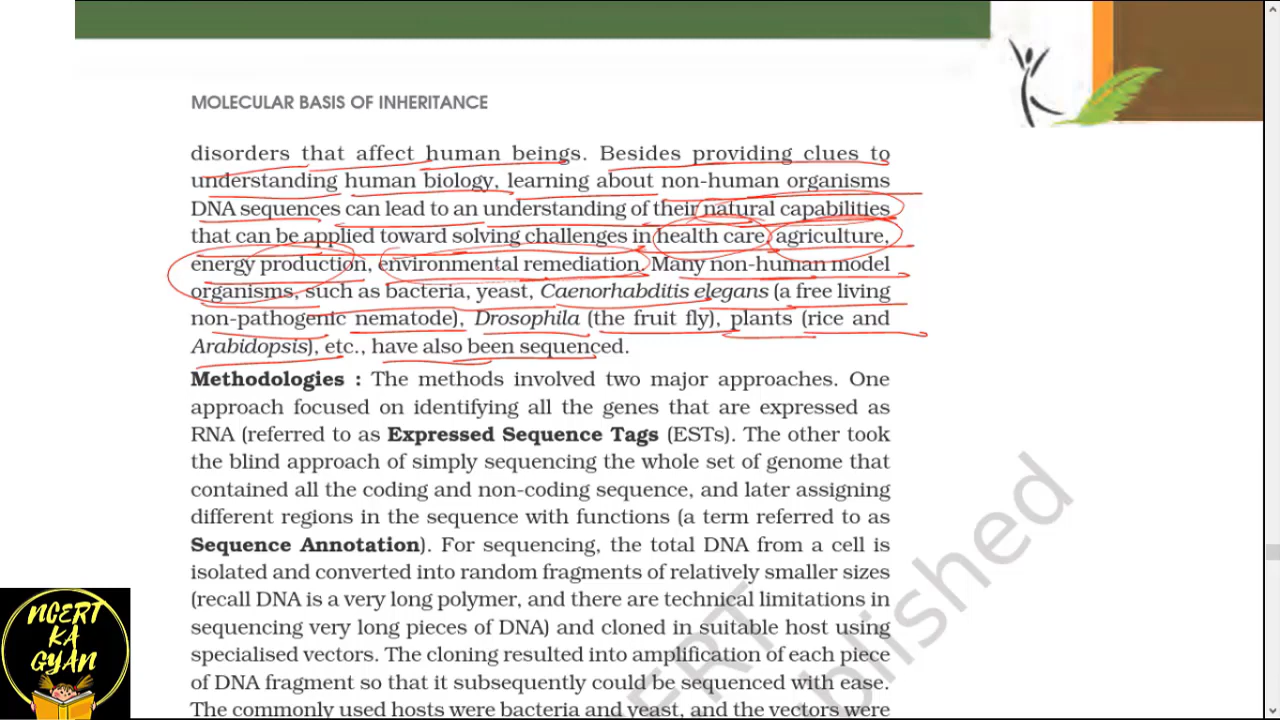 MOLECULAR BASIS OF INHERITANCE
disorders that affect human beings. Besides providing clues to
understanding human biology, learning about non-human organisms
DNA sequences can lead to an understanding of their natural capabilities
that can be applied toward solving challenges in health care, agriculture,
energy production, environmental remediation. Many non-human model
organisms, such as bacteria, yeast, Caenorhabditis elegans (a free living
non-pathogenic nematode), Drosophila (the fruit fly), plants (rice and
Arabidopsis), etc., have also been sequenced.
Methodologies : The methods involved two major approaches. One
approach focused on identifying all the genes that are expressed as
RNA (referred to as Expressed Sequence Tags (ESTs). The other took
the blind approach of simply sequencing the whole set of genome that
contained all the coding and non-coding sequence, and later assigning
different regions in the sequence with functions (a term referred to as
Sequence Annotation). For sequencing, the total DNA from a cell is
isolated and converted into random fragments of relatively smaller sizes
(recall DNA is a very long polymer, and there are technical limitations in
sequencing very long pieces of DNA) and cloned in suitable host using
specialised vectors. The cloning resulted into amplification of each piece
of DNA fragment so that it subsequently could be sequenced with ease.
The commonly used hosts were bacteria and yeast, and the vectors were
NCERT
KA
GYAN